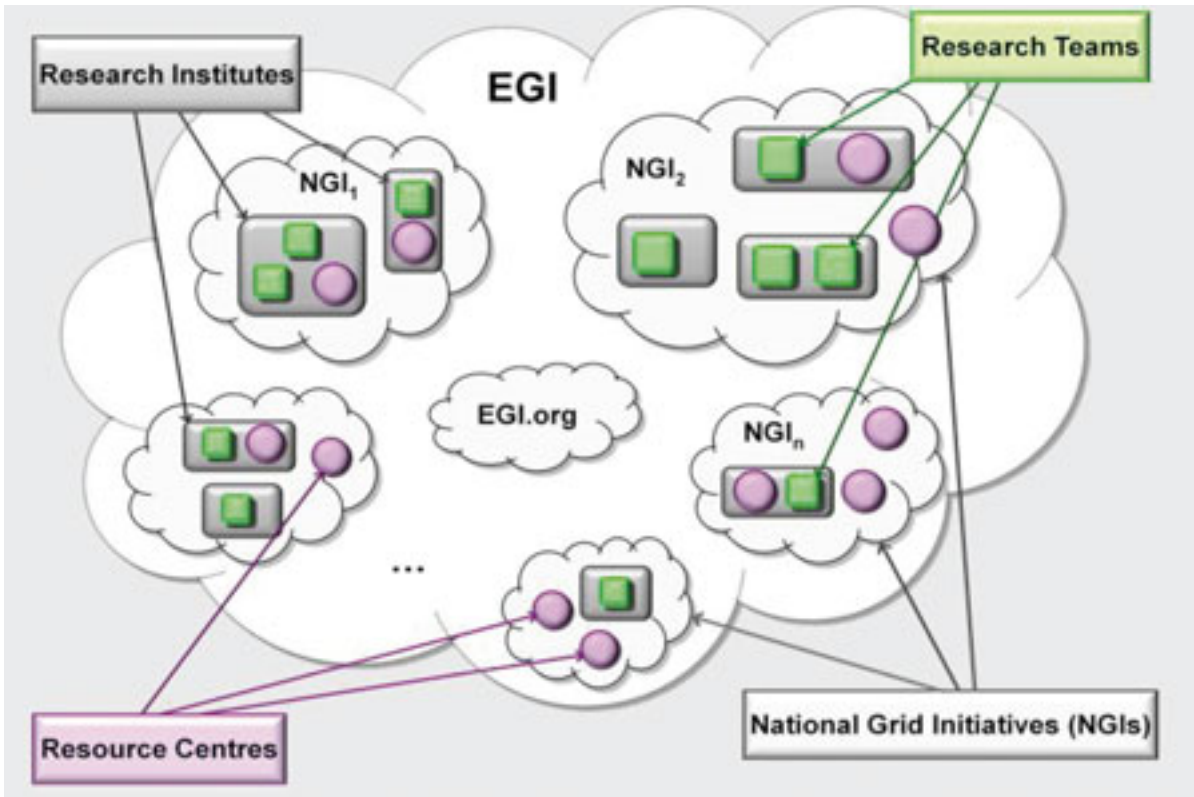 Research Institutes
EGI
Research Teams
NGI₁
NGI₂
EGI.org
NGIₙ
...
Resource Centres
National Grid Initiatives (NGIs)